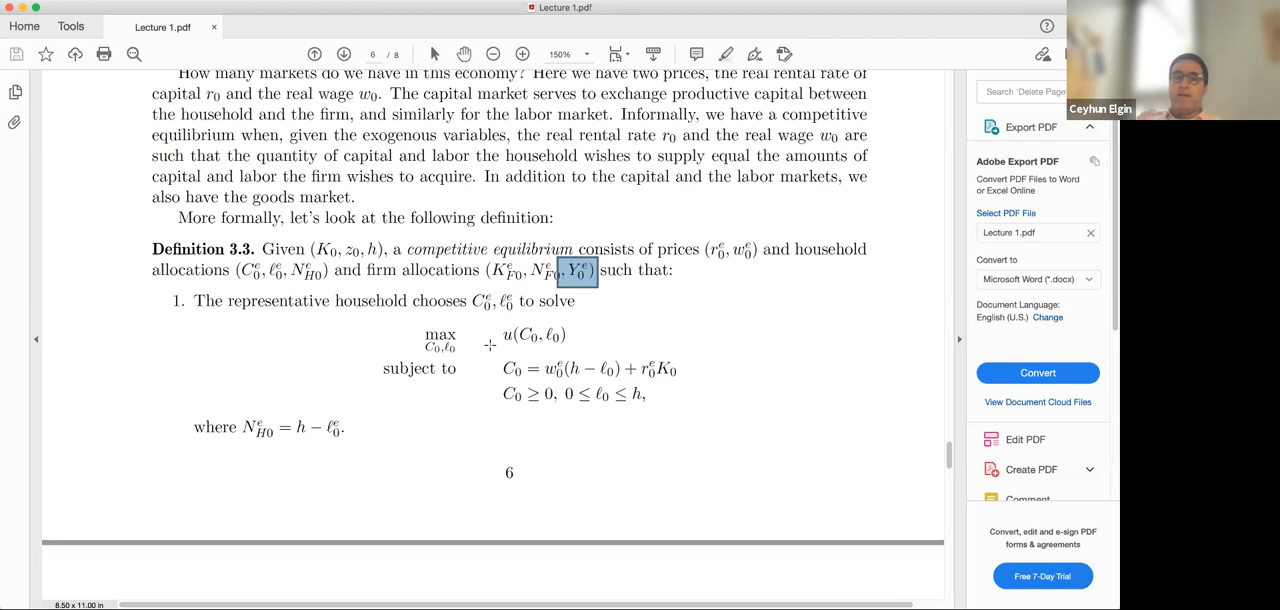 Lecture 1.pdf
Home
Tools
Lecture 1.pdf ×
6 / 8
150%
How many markets do we have in this economy? Here we have two prices, the real rental rate of
capital r₀ and the real wage w₀. The capital market serves to exchange productive capital between
the household and the firm, and similarly for the labor market. Informally, we have a competitive
equilibrium when, given the exogenous variables, the real rental rate r₀ and the real wage w₀ are
such that the quantity of capital and labor the household wishes to supply equal the amounts of
capital and labor the firm wishes to acquire. In addition to the capital and the labor markets, we
also have the goods market.
More formally, let's look at the following definition:
Definition 3.3. Given (K₀, z₀, h), a competitive equilibrium consists of prices (r₀ᵉ, w₀ᵉ) and household
allocations (C₀ᵉ, ℓ₀ᵉ, Nᵉ_H0) and firm allocations (Kᵉ_F0, Nᵉ_F0, Y₀ᵉ) such that:
1. The representative household chooses C₀ᵉ, ℓ₀ᵉ to solve
max u(C₀, ℓ₀)
C₀,ℓ₀
subject to C₀ = w₀ᵉ(h − ℓ₀) + r₀ᵉK₀
C₀ ≥ 0, 0 ≤ ℓ₀ ≤ h,
where Nᵉ_H0 = h − ℓ₀ᵉ.
6
8.50 x 11.00 in
Ceyhun Elgin
Search 'Delete Page
Export PDF
Adobe Export PDF
Convert PDF Files to Word
or Excel Online
Select PDF File
Lecture 1.pdf
Convert to
Microsoft Word (*.docx)
Document Language:
English (U.S.) Change
Convert
View Document Cloud Files
Edit PDF
Create PDF
Comment
Convert, edit and e-sign PDF
forms & agreements
Free 7-Day Trial